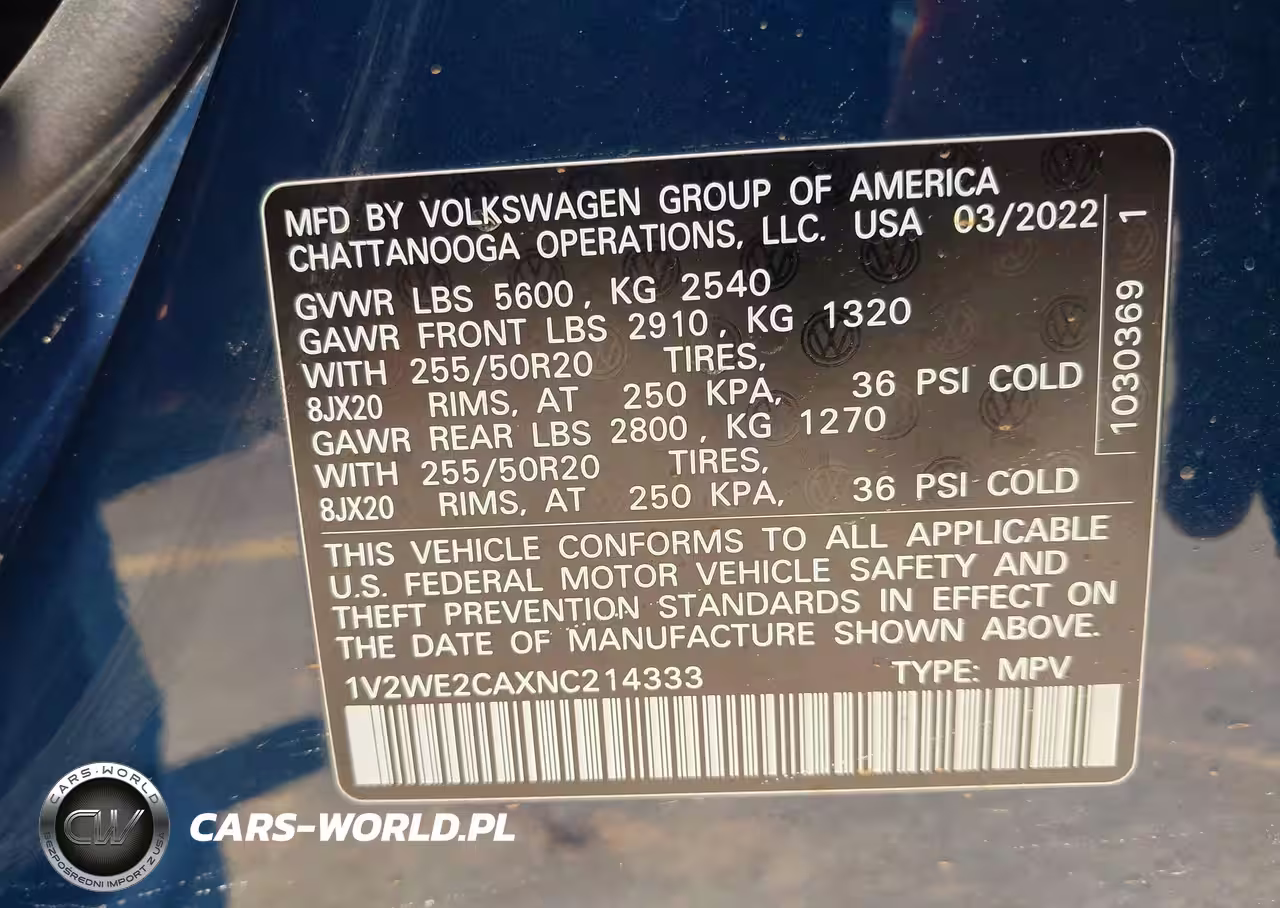 MFD BY VOLKSWAGEN GROUP OF AMERICA
CHATTANOOGA OPERATIONS, LLC. USA 03/2022
GVWR LBS 5600, KG 2540
GAWR FRONT LBS 2910, KG 1320
WITH 255/50R20 TIRES,
8JX20 RIMS, AT 250 KPA, 36 PSI COLD
GAWR REAR LBS 2800, KG 1270
WITH 255/50R20 TIRES,
8JX20 RIMS, AT 250 KPA, 36 PSI COLD
THIS VEHICLE CONFORMS TO ALL APPLICABLE
U.S. FEDERAL MOTOR VEHICLE SAFETY AND
THEFT PREVENTION STANDARDS IN EFFECT ON
THE DATE OF MANUFACTURE SHOWN ABOVE.
1V2WE2CAXNC214333 TYPE: MPV
1030369 1
CARS-WORLD
CW
BEZPOŚREDNI IMPORT Z USA
CARS-WORLD.PL